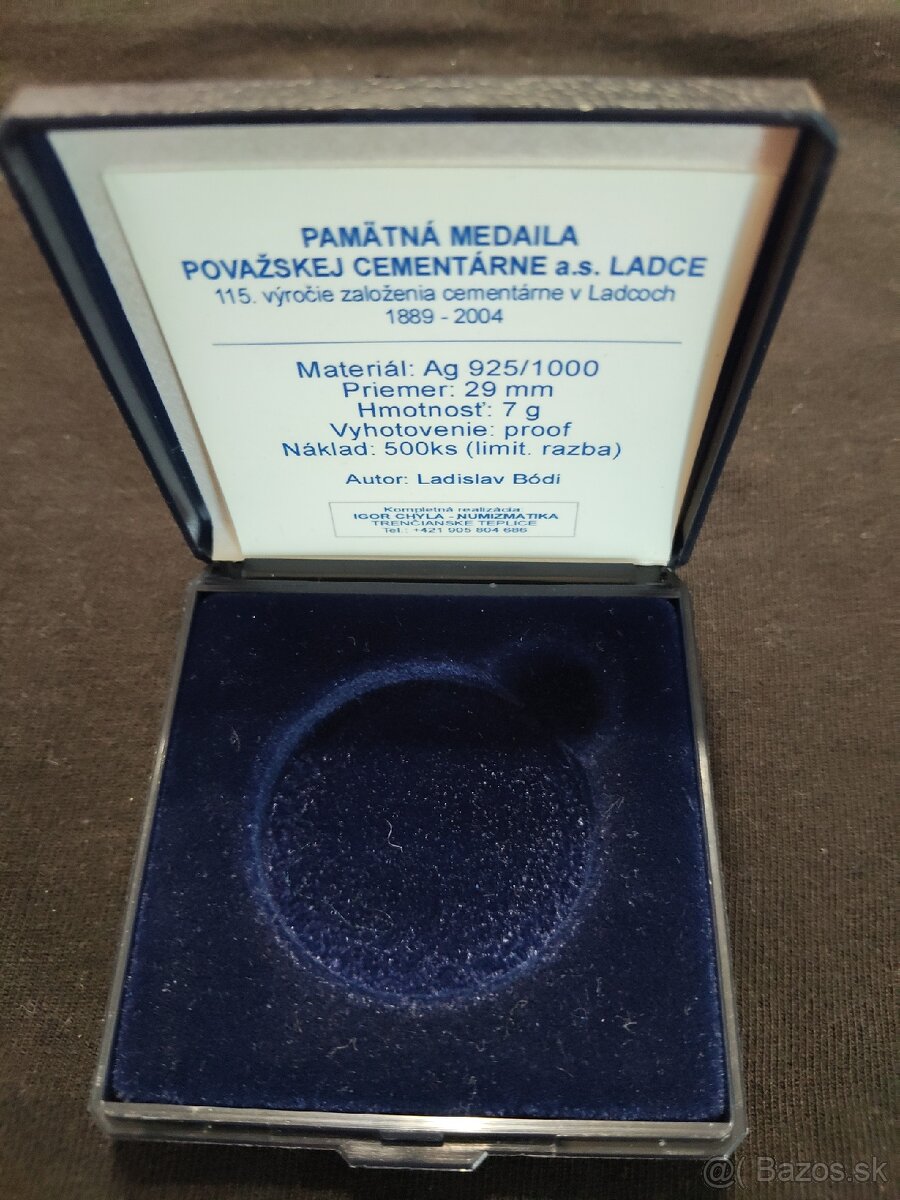 PAMÄTNÁ MEDAILA
POVAŽSKEJ CEMENTÁRNE a.s. LADCE
115. výročie založenia cementárne v Ladcoch
1889 - 2004
Materiál: Ag 925/1000
Priemer: 29 mm
Hmotnosť: 7 g
Vyhotovenie: proof
Náklad: 500ks (limit. razba)
Autor: Ladislav Bódi
Kompletná realizácia:
IGOR CHYLA - NUMIZMATIKA
TRENČIANSKE TEPLICE
Tel.: +421 905 804 686
@( Bazos.sk